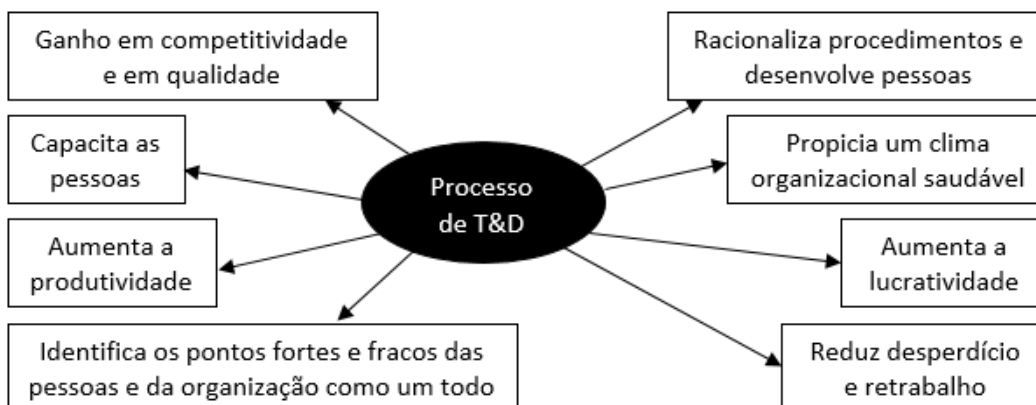 Ganho em competitividade
e em qualidade
Racionaliza procedimentos e
desenvolve pessoas
Capacita as
pessoas
Processo
de T&D
Propicia um clima
organizacional saudável
Aumenta a
produtividade
Aumenta a
lucratividade
Identifica os pontos fortes e fracos das
pessoas e da organização como um todo
Reduz desperdício
e retrabalho